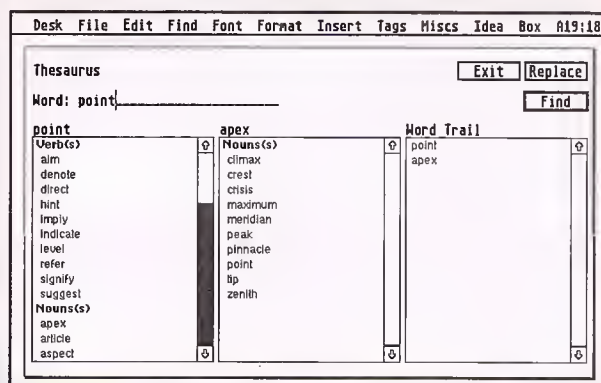 Desk File Edit Find Font Format Insert Tags Miscs Idea Box A19:18
Thesaurus
Exit Replace
Word: point
Find
point
Verb(s)
aim
denote
direct
hint
imply
indicate
level
refer
signify
suggest
Nouns(s)
apex
article
aspect
apex
Nouns(s)
climax
crest
crisis
maximum
meridian
peak
pinnacle
point
tip
zenith
Word Trail
point
apex